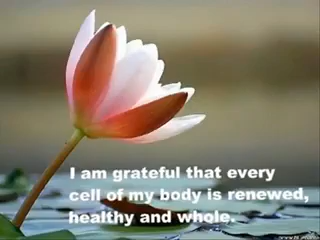 I am grateful that every
cell of my body is renewed,
healthy and whole.